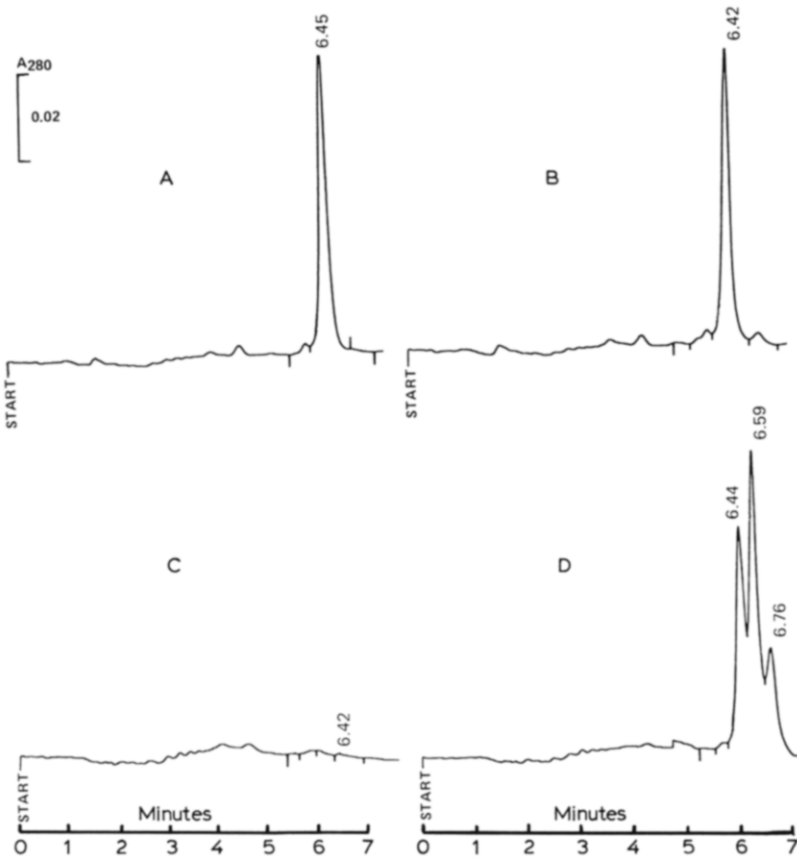 6.45
6.42
A280
0.02
A
B
START
START
6.59
6.44
C
D
6.76
6.42
START
START
Minutes
Minutes
0 1 2 3 4 5 6 7
0 1 2 3 4 5 6 7